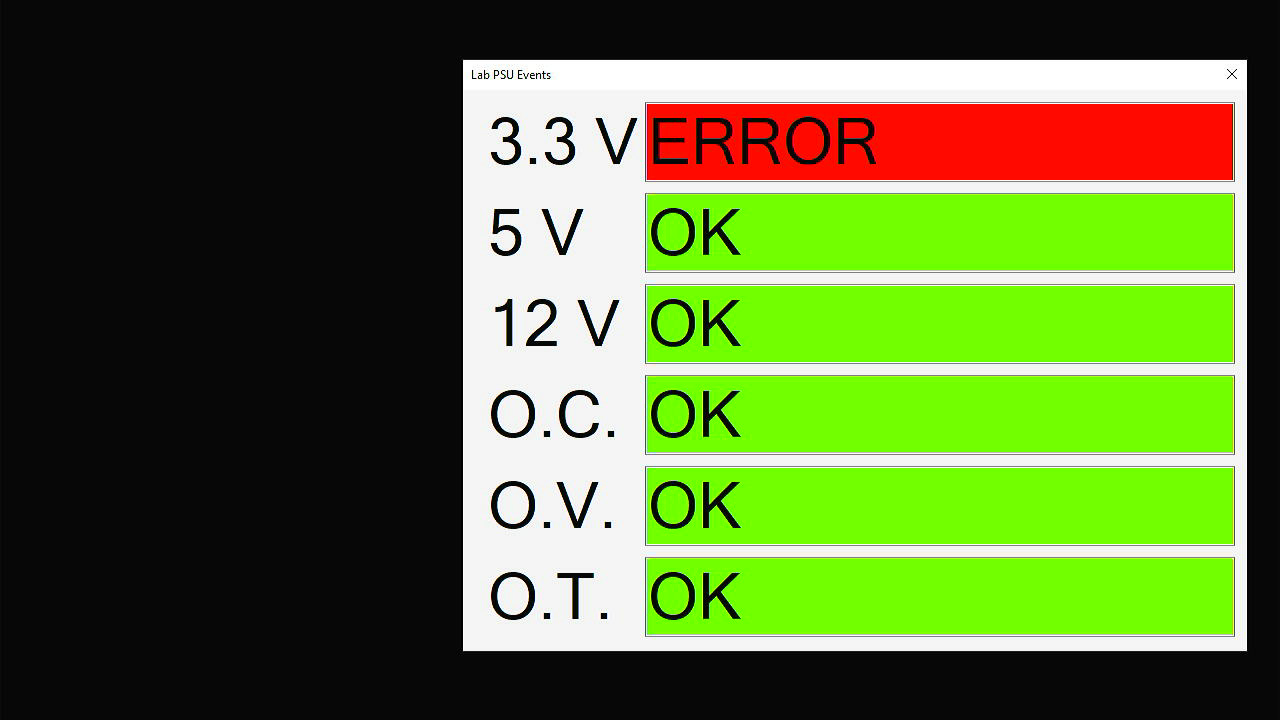 Lab PSU Events
3.3 V ERROR
5 V OK
12 V OK
O.C. OK
O.V. OK
O.T. OK